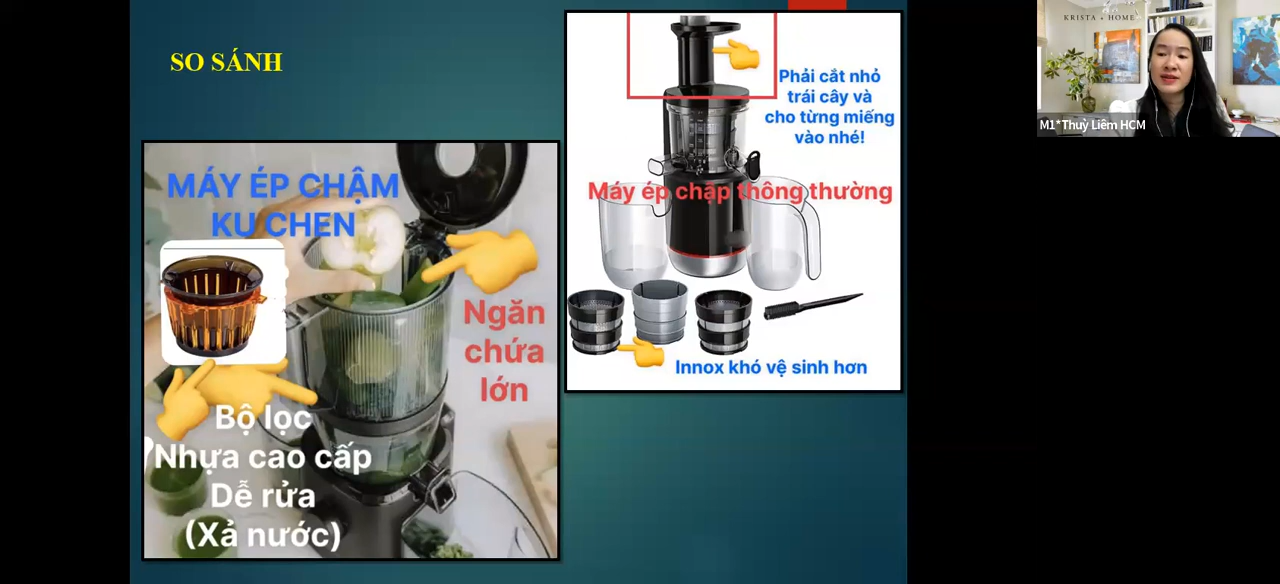 SO SÁNH
MÁY ÉP CHẬM
KU CHEN
Ngăn
chứa
lớn
Bộ lọc
Nhựa cao cấp
Dễ rửa
(Xả nước)
Phải cắt nhỏ
trái cây và
cho từng miếng
vào nhé!
Máy ép chập thông thường
Innox khó vệ sinh hơn
KRISTA + HOME
M1*Thuỳ Liêm HCM